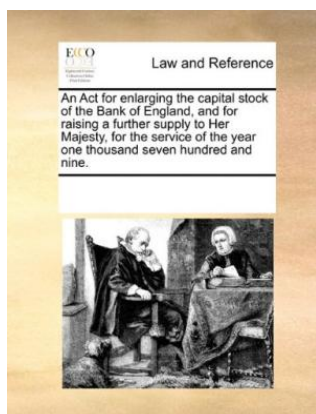 ECCO
Law and Reference
An Act for enlarging the capital stock
of the Bank of England, and for
raising a further supply to Her
Majesty, for the service of the year
one thousand seven hundred and
nine.